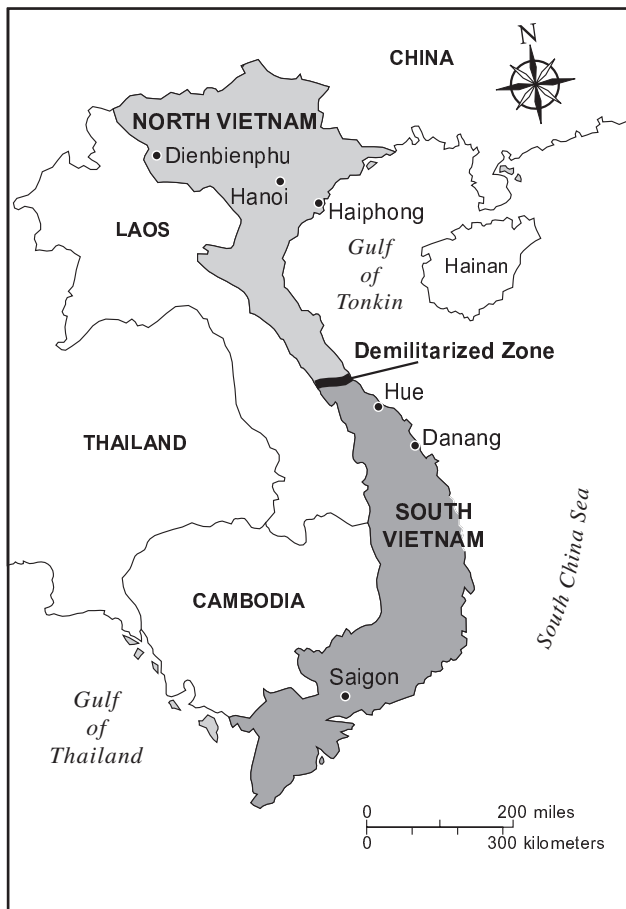 N
CHINA
NORTH VIETNAM
Dienbienphu
Hanoi
Haiphong
LAOS
Gulf
of
Tonkin
Hainan
Demilitarized Zone
Hue
THAILAND
Danang
SOUTH
VIETNAM
South China Sea
CAMBODIA
Saigon
Gulf
of
Thailand
0 200 miles
0 300 kilometers